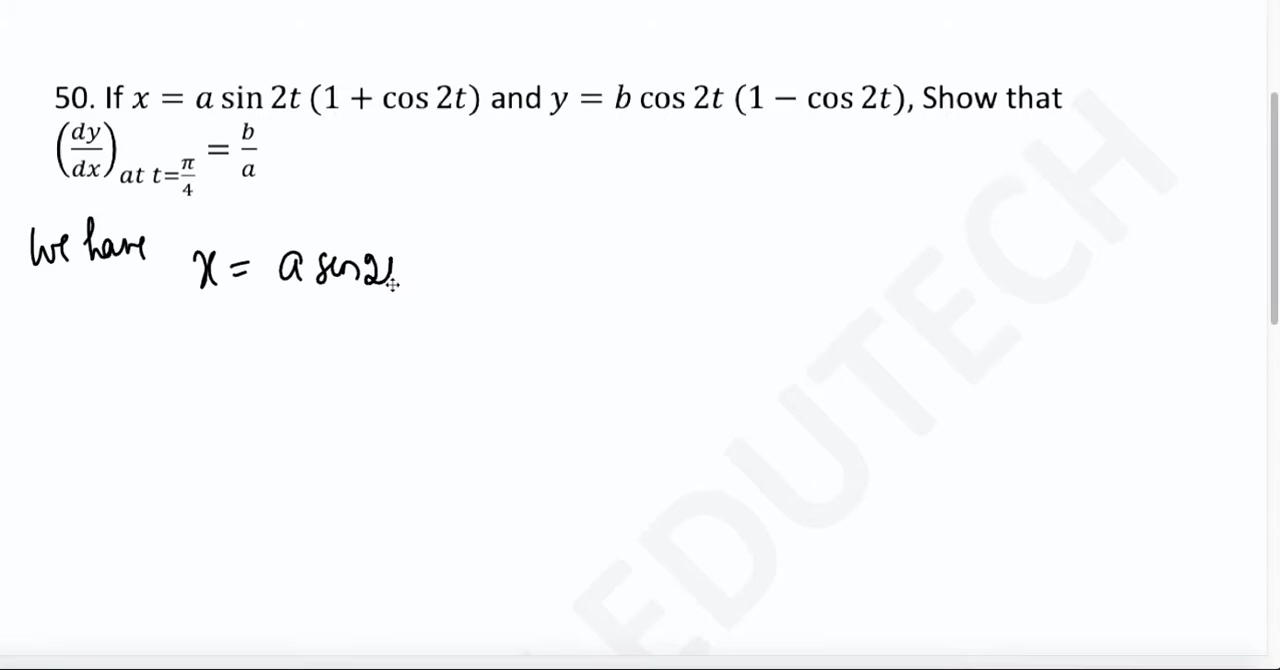 50. If x = a sin 2t (1 + cos 2t) and y = b cos 2t (1 − cos 2t), Show that
(dy/dx) at t=π/4 = b/a
We have x = a sin2
EDUTECH